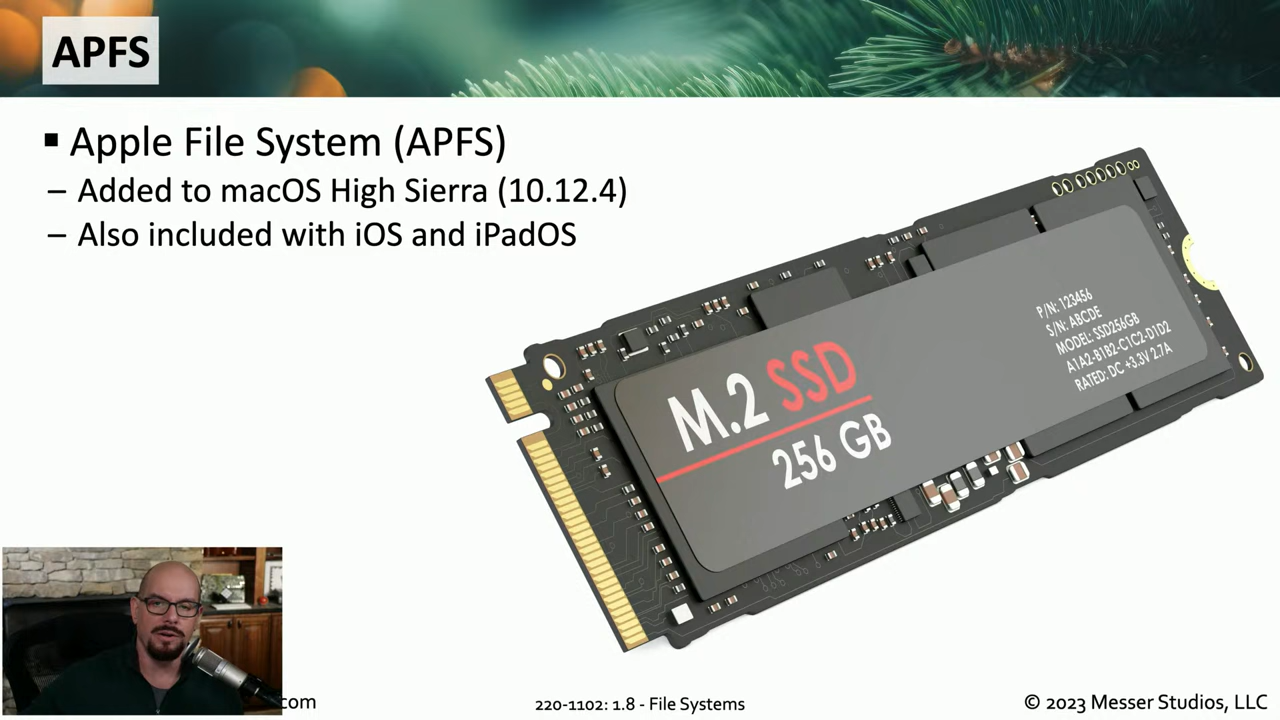 APFS
▪ Apple File System (APFS)
– Added to macOS High Sierra (10.12.4)
– Also included with iOS and iPadOS
P/N: 123456
S/N: ABCDE
MODEL: SSD256GB
A1A2-B1B2-C1C2-D1D2
RATED: DC +3.3V 2.7A
M.2 SSD
256 GB
com
220-1102: 1.8 - File Systems
© 2023 Messer Studios, LLC